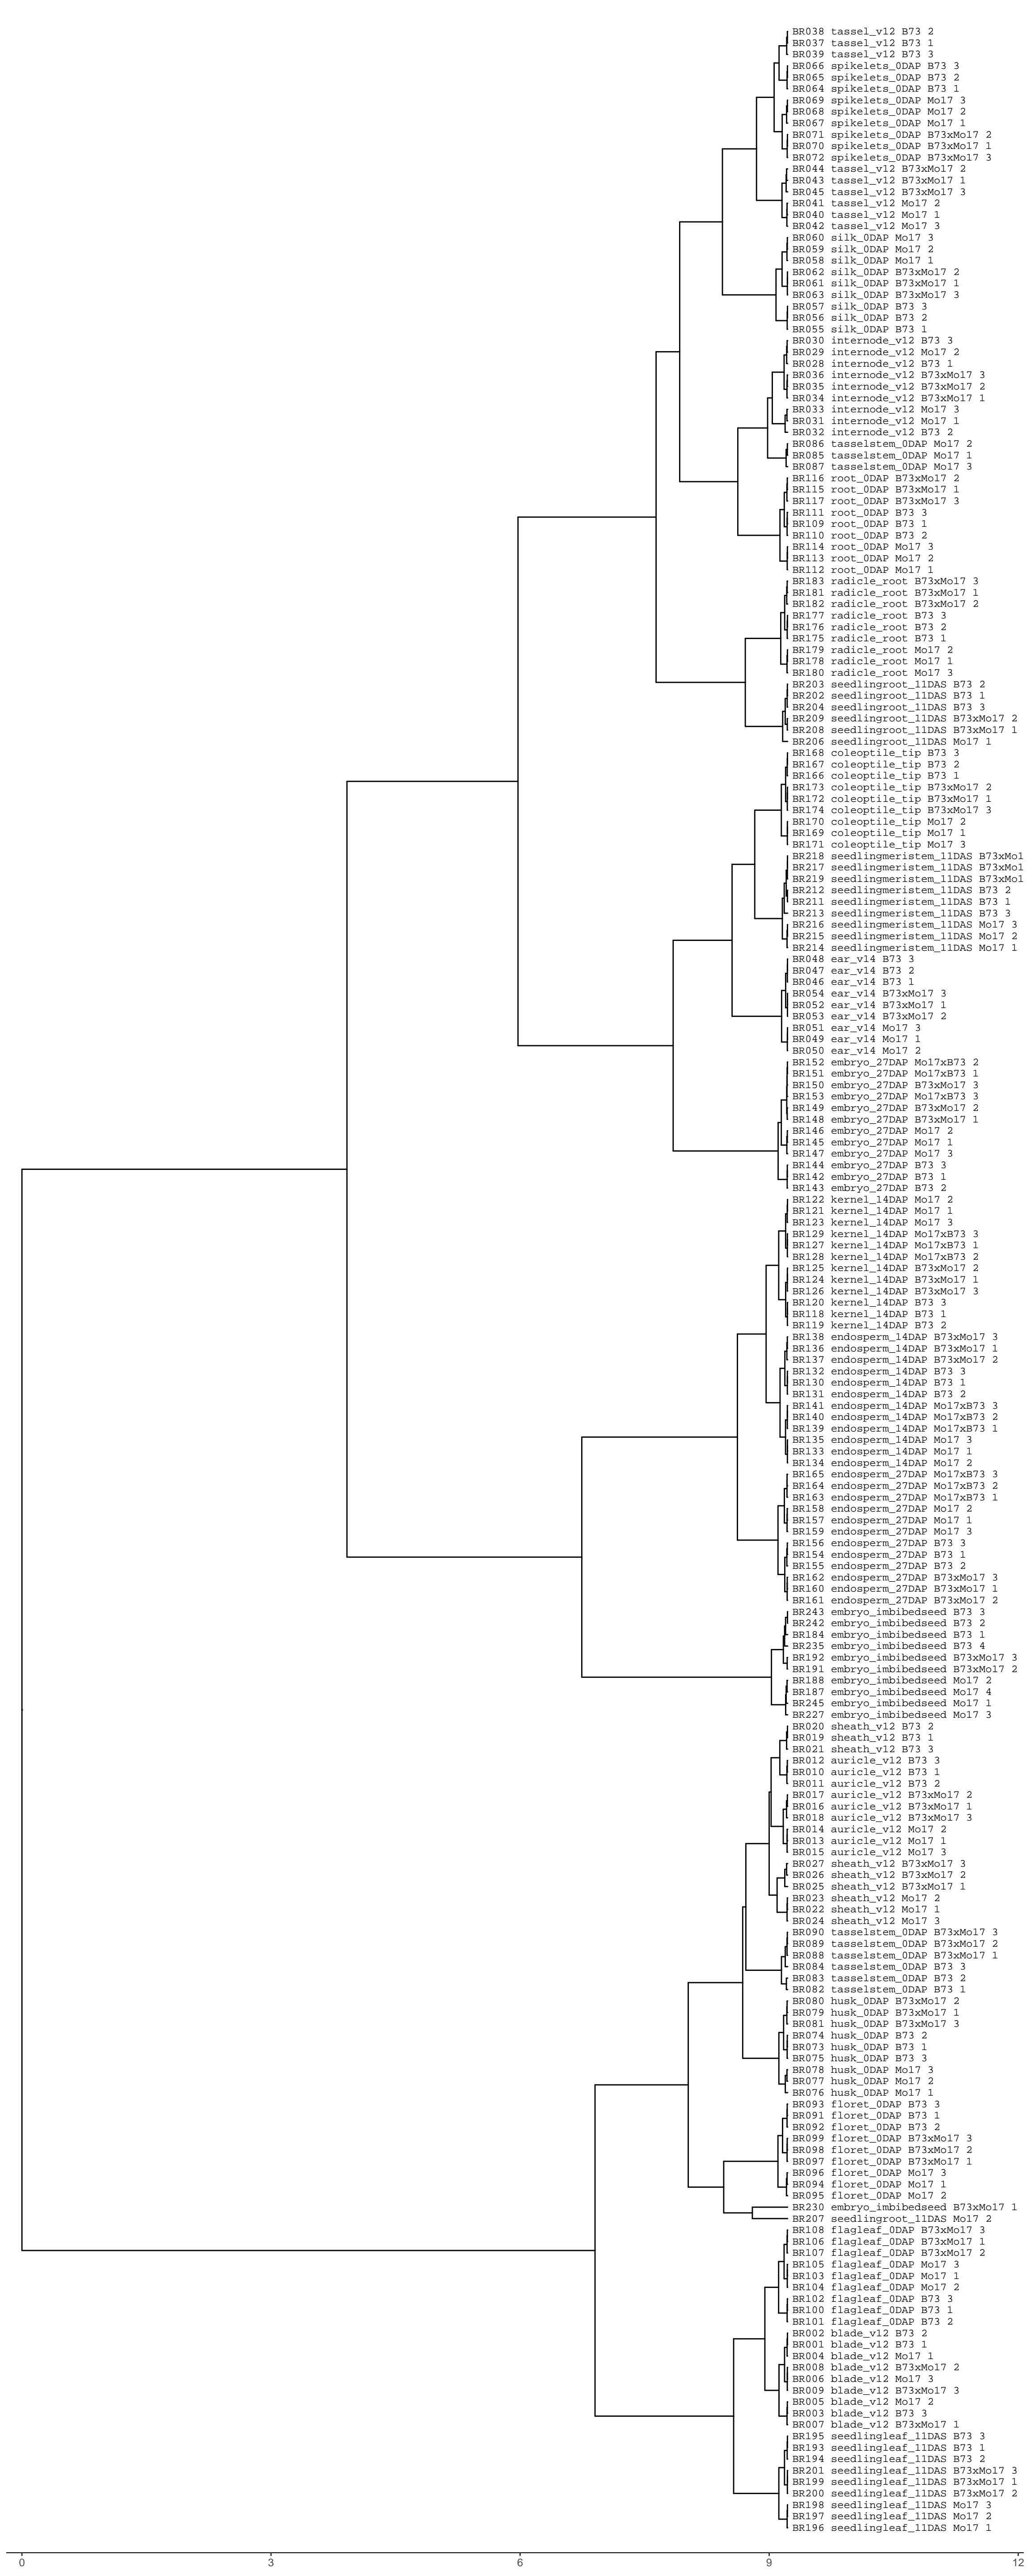 BR038 tassel_v12 B73 2
BR037 tassel_v12 B73 1
BR039 tassel_v12 B73 3
BR066 spikelets_0DAP B73 3
BR065 spikelets_0DAP B73 2
BR064 spikelets_0DAP B73 1
BR069 spikelets_0DAP Mo17 3
BR068 spikelets_0DAP Mo17 2
BR067 spikelets_0DAP Mo17 1
BR071 spikelets_0DAP B73xMo17 2
BR070 spikelets_0DAP B73xMo17 1
BR072 spikelets_0DAP B73xMo17 3
BR044 tassel_v12 B73xMo17 2
BR043 tassel_v12 B73xMo17 1
BR045 tassel_v12 B73xMo17 3
BR041 tassel_v12 Mo17 2
BR040 tassel_v12 Mo17 1
BR042 tassel_v12 Mo17 3
BR060 silk_0DAP Mo17 3
BR059 silk_0DAP Mo17 2
BR058 silk_0DAP Mo17 1
BR062 silk_0DAP B73xMo17 2
BR061 silk_0DAP B73xMo17 1
BR063 silk_0DAP B73xMo17 3
BR057 silk_0DAP B73 3
BR056 silk_0DAP B73 2
BR055 silk_0DAP B73 1
BR030 internode_v12 B73 3
BR029 internode_v12 Mo17 2
BR028 internode_v12 B73 1
BR036 internode_v12 B73xMo17 3
BR035 internode_v12 B73xMo17 2
BR034 internode_v12 B73xMo17 1
BR033 internode_v12 Mo17 3
BR031 internode_v12 Mo17 1
BR032 internode_v12 B73 2
BR086 tasselstem_0DAP Mo17 2
BR085 tasselstem_0DAP Mo17 1
BR087 tasselstem_0DAP Mo17 3
BR116 root_0DAP B73xMo17 2
BR115 root_0DAP B73xMo17 1
BR117 root_0DAP B73xMo17 3
BR111 root_0DAP B73 3
BR109 root_0DAP B73 1
BR110 root_0DAP B73 2
BR114 root_0DAP Mo17 3
BR113 root_0DAP Mo17 2
BR112 root_0DAP Mo17 1
BR183 radicle_root B73xMo17 3
BR181 radicle_root B73xMo17 1
BR182 radicle_root B73xMo17 2
BR177 radicle_root B73 3
BR176 radicle_root B73 2
BR175 radicle_root B73 1
BR179 radicle_root Mo17 2
BR178 radicle_root Mo17 1
BR180 radicle_root Mo17 3
BR203 seedlingroot_11DAS B73 2
BR202 seedlingroot_11DAS B73 1
BR204 seedlingroot_11DAS B73 3
BR209 seedlingroot_11DAS B73xMo17 2
BR208 seedlingroot_11DAS B73xMo17 1
BR206 seedlingroot_11DAS Mo17 1
BR168 coleoptile_tip B73 3
BR167 coleoptile_tip B73 2
BR166 coleoptile_tip B73 1
BR173 coleoptile_tip B73xMo17 2
BR172 coleoptile_tip B73xMo17 1
BR174 coleoptile_tip B73xMo17 3
BR170 coleoptile_tip Mo17 2
BR169 coleoptile_tip Mo17 1
BR171 coleoptile_tip Mo17 3
BR218 seedlingmeristem_11DAS B73xMo1
BR217 seedlingmeristem_11DAS B73xMo1
BR219 seedlingmeristem_11DAS B73xMo1
BR212 seedlingmeristem_11DAS B73 2
BR211 seedlingmeristem_11DAS B73 1
BR213 seedlingmeristem_11DAS B73 3
BR216 seedlingmeristem_11DAS Mo17 3
BR215 seedlingmeristem_11DAS Mo17 2
BR214 seedlingmeristem_11DAS Mo17 1
BR048 ear_v14 B73 3
BR047 ear_v14 B73 2
BR046 ear_v14 B73 1
BR054 ear_v14 B73xMo17 3
BR052 ear_v14 B73xMo17 1
BR053 ear_v14 B73xMo17 2
BR051 ear_v14 Mo17 3
BR049 ear_v14 Mo17 1
BR050 ear_v14 Mo17 2
BR152 embryo_27DAP Mo17xB73 2
BR151 embryo_27DAP Mo17xB73 1
BR150 embryo_27DAP B73xMo17 3
BR153 embryo_27DAP Mo17xB73 3
BR149 embryo_27DAP B73xMo17 2
BR148 embryo_27DAP B73xMo17 1
BR146 embryo_27DAP Mo17 2
BR145 embryo_27DAP Mo17 1
BR147 embryo_27DAP Mo17 3
BR144 embryo_27DAP B73 3
BR142 embryo_27DAP B73 1
BR143 embryo_27DAP B73 2
BR122 kernel_14DAP Mo17 2
BR121 kernel_14DAP Mo17 1
BR123 kernel_14DAP Mo17 3
BR129 kernel_14DAP Mo17xB73 3
BR127 kernel_14DAP Mo17xB73 1
BR128 kernel_14DAP Mo17xB73 2
BR125 kernel_14DAP B73xMo17 2
BR124 kernel_14DAP B73xMo17 1
BR126 kernel_14DAP B73xMo17 3
BR120 kernel_14DAP B73 3
BR118 kernel_14DAP B73 1
BR119 kernel_14DAP B73 2
BR138 endosperm_14DAP B73xMo17 3
BR136 endosperm_14DAP B73xMo17 1
BR137 endosperm_14DAP B73xMo17 2
BR132 endosperm_14DAP B73 3
BR130 endosperm_14DAP B73 1
BR131 endosperm_14DAP B73 2
BR141 endosperm_14DAP Mo17xB73 3
BR140 endosperm_14DAP Mo17xB73 2
BR139 endosperm_14DAP Mo17xB73 1
BR135 endosperm_14DAP Mo17 3
BR133 endosperm_14DAP Mo17 1
BR134 endosperm_14DAP Mo17 2
BR165 endosperm_27DAP Mo17xB73 3
BR164 endosperm_27DAP Mo17xB73 2
BR163 endosperm_27DAP Mo17xB73 1
BR158 endosperm_27DAP Mo17 2
BR157 endosperm_27DAP Mo17 1
BR159 endosperm_27DAP Mo17 3
BR156 endosperm_27DAP B73 3
BR154 endosperm_27DAP B73 1
BR155 endosperm_27DAP B73 2
BR162 endosperm_27DAP B73xMo17 3
BR160 endosperm_27DAP B73xMo17 1
BR161 endosperm_27DAP B73xMo17 2
BR243 embryo_imbibedseed B73 3
BR242 embryo_imbibedseed B73 2
BR184 embryo_imbibedseed B73 1
BR235 embryo_imbibedseed B73 4
BR192 embryo_imbibedseed B73xMo17 3
BR191 embryo_imbibedseed B73xMo17 2
BR188 embryo_imbibedseed Mo17 2
BR187 embryo_imbibedseed Mo17 4
BR245 embryo_imbibedseed Mo17 1
BR227 embryo_imbibedseed Mo17 3
BR020 sheath_v12 B73 2
BR019 sheath_v12 B73 1
BR021 sheath_v12 B73 3
BR012 auricle_v12 B73 3
BR010 auricle_v12 B73 1
BR011 auricle_v12 B73 2
BR017 auricle_v12 B73xMo17 2
BR016 auricle_v12 B73xMo17 1
BR018 auricle_v12 B73xMo17 3
BR014 auricle_v12 Mo17 2
BR013 auricle_v12 Mo17 1
BR015 auricle_v12 Mo17 3
BR027 sheath_v12 B73xMo17 3
BR026 sheath_v12 B73xMo17 2
BR025 sheath_v12 B73xMo17 1
BR023 sheath_v12 Mo17 2
BR022 sheath_v12 Mo17 1
BR024 sheath_v12 Mo17 3
BR090 tasselstem_0DAP B73xMo17 3
BR089 tasselstem_0DAP B73xMo17 2
BR088 tasselstem_0DAP B73xMo17 1
BR084 tasselstem_0DAP B73 3
BR083 tasselstem_0DAP B73 2
BR082 tasselstem_0DAP B73 1
BR080 husk_0DAP B73xMo17 2
BR079 husk_0DAP B73xMo17 1
BR081 husk_0DAP B73xMo17 3
BR074 husk_0DAP B73 2
BR073 husk_0DAP B73 1
BR075 husk_0DAP B73 3
BR078 husk_0DAP Mo17 3
BR077 husk_0DAP Mo17 2
BR076 husk_0DAP Mo17 1
BR093 floret_0DAP B73 3
BR091 floret_0DAP B73 1
BR092 floret_0DAP B73 2
BR099 floret_0DAP B73xMo17 3
BR098 floret_0DAP B73xMo17 2
BR097 floret_0DAP B73xMo17 1
BR096 floret_0DAP Mo17 3
BR094 floret_0DAP Mo17 1
BR095 floret_0DAP Mo17 2
BR230 embryo_imbibedseed B73xMo17 1
BR207 seedlingroot_11DAS Mo17 2
BR108 flagleaf_0DAP B73xMo17 3
BR106 flagleaf_0DAP B73xMo17 1
BR107 flagleaf_0DAP B73xMo17 2
BR105 flagleaf_0DAP Mo17 3
BR103 flagleaf_0DAP Mo17 1
BR104 flagleaf_0DAP Mo17 2
BR102 flagleaf_0DAP B73 3
BR100 flagleaf_0DAP B73 1
BR101 flagleaf_0DAP B73 2
BR002 blade_v12 B73 2
BR001 blade_v12 B73 1
BR004 blade_v12 Mo17 1
BR008 blade_v12 B73xMo17 2
BR006 blade_v12 Mo17 3
BR009 blade_v12 B73xMo17 3
BR005 blade_v12 Mo17 2
BR003 blade_v12 B73 3
BR007 blade_v12 B73xMo17 1
BR195 seedlingleaf_11DAS B73 3
BR193 seedlingleaf_11DAS B73 1
BR194 seedlingleaf_11DAS B73 2
BR201 seedlingleaf_11DAS B73xMo17 3
BR199 seedlingleaf_11DAS B73xMo17 1
BR200 seedlingleaf_11DAS B73xMo17 2
BR198 seedlingleaf_11DAS Mo17 3
BR197 seedlingleaf_11DAS Mo17 2
BR196 seedlingleaf_11DAS Mo17 1
0 3 6 9 12